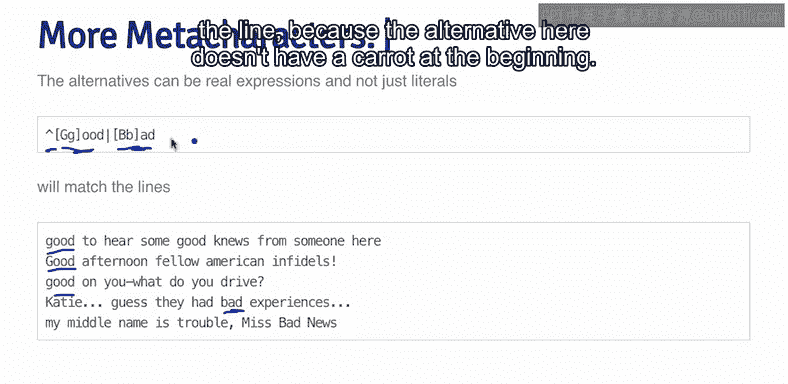 the line, because the alternative here
doesn't have a carrot at the beginning.
More Metacharacters: |
The alternatives can be real expressions and not just literals
^[Gg]ood|[Bb]ad
will match the lines
good to hear some good knews from someone here
Good afternoon fellow american infidels!
good on you—what do you drive?
Katie... guess they had bad experiences...
my middle name is trouble, Miss Bad News